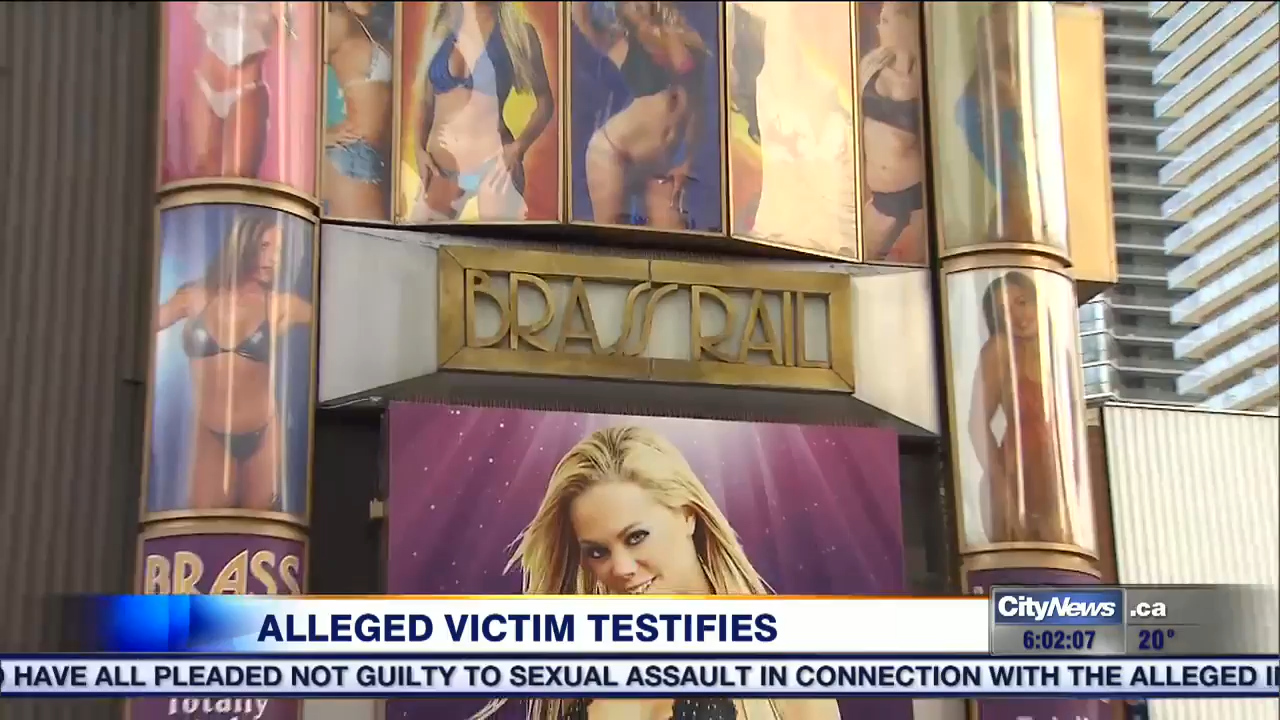 BRASS RAIL
BRASS
ALLEGED VICTIM TESTIFIES
CityNews .ca
6:02:07 20°
HAVE ALL PLEADED NOT GUILTY TO SEXUAL ASSAULT IN CONNECTION WITH THE ALLEGED
Totally